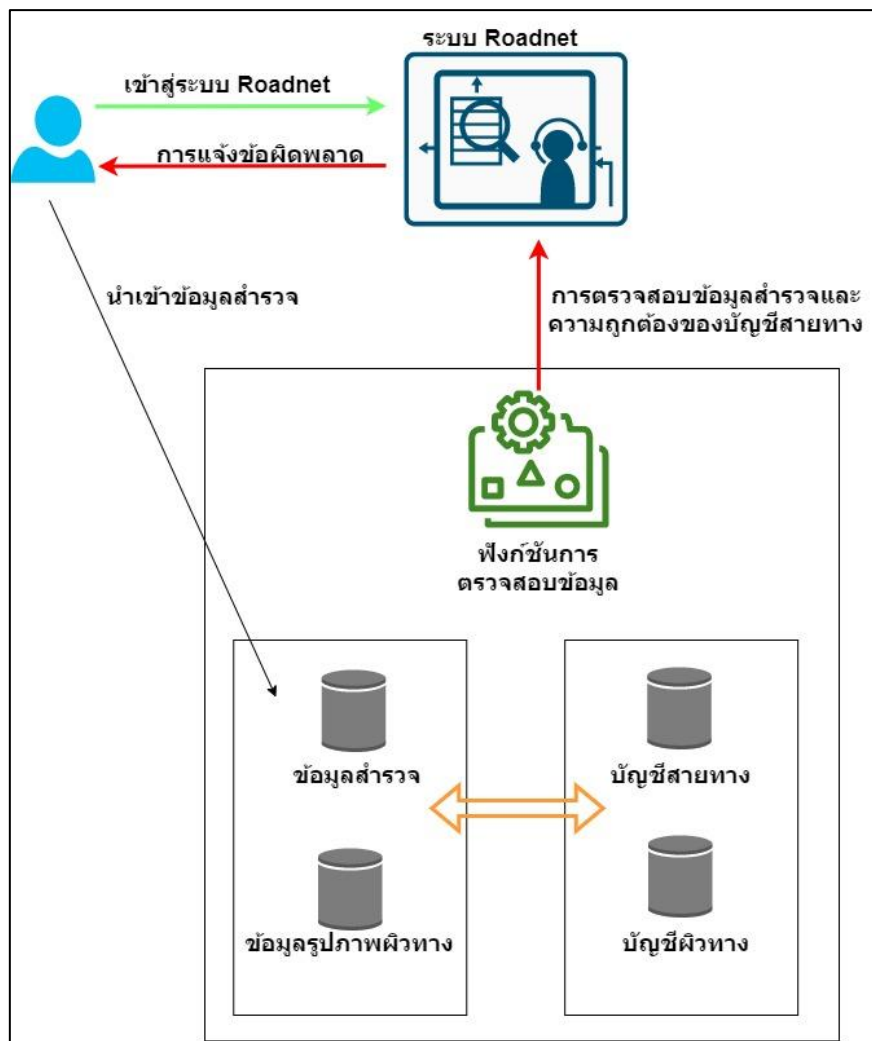 ระบบ Roadnet
เข้าสู่ระบบ Roadnet
การแจ้งข้อผิดพลาด
นำเข้าข้อมูลสำรวจ
การตรวจสอบข้อมูลสำรวจและ
ความถูกต้องของบัญชีสายทาง
ฟังก์ชันการ
ตรวจสอบข้อมูล
ข้อมูลสำรวจ
บัญชีสายทาง
ข้อมูลรูปภาพผิวทาง
บัญชีผิวทาง